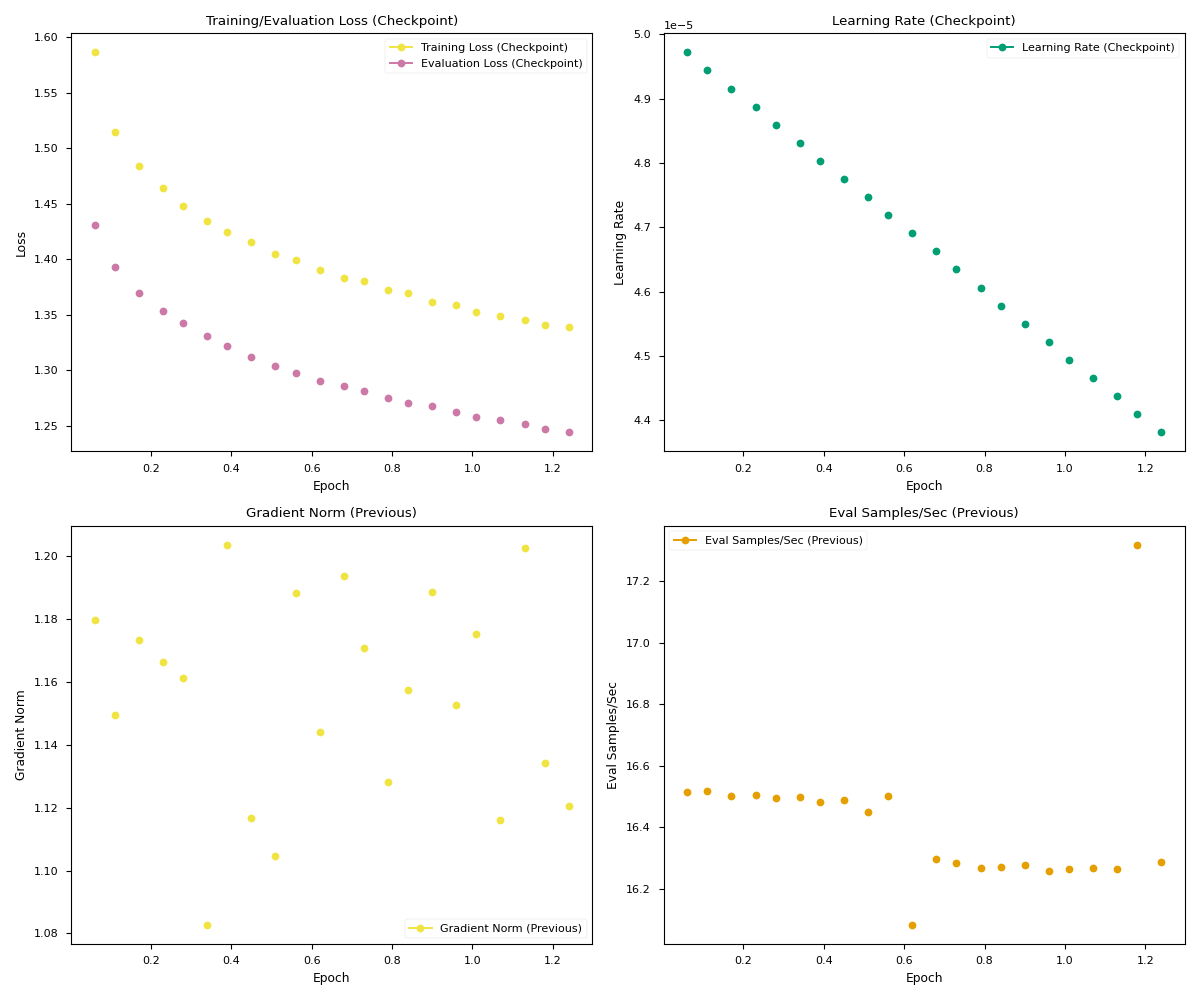 Training/Evaluation Loss (Checkpoint)
1.60
1.55
1.50
1.45
1.40
1.35
1.30
1.25
Loss
Training Loss (Checkpoint)
Evaluation Loss (Checkpoint)
0.2 0.4 0.6 0.8 1.0 1.2
Epoch
Learning Rate (Checkpoint)
1e−5
5.0
4.9
4.8
4.7
4.6
4.5
4.4
Learning Rate
Learning Rate (Checkpoint)
0.2 0.4 0.6 0.8 1.0 1.2
Epoch
Gradient Norm (Previous)
1.20
1.18
1.16
1.14
1.12
1.10
1.08
Gradient Norm
Gradient Norm (Previous)
0.2 0.4 0.6 0.8 1.0 1.2
Epoch
Eval Samples/Sec (Previous)
Eval Samples/Sec (Previous)
17.2
17.0
16.8
16.6
16.4
16.2
Eval Samples/Sec
0.2 0.4 0.6 0.8 1.0 1.2
Epoch